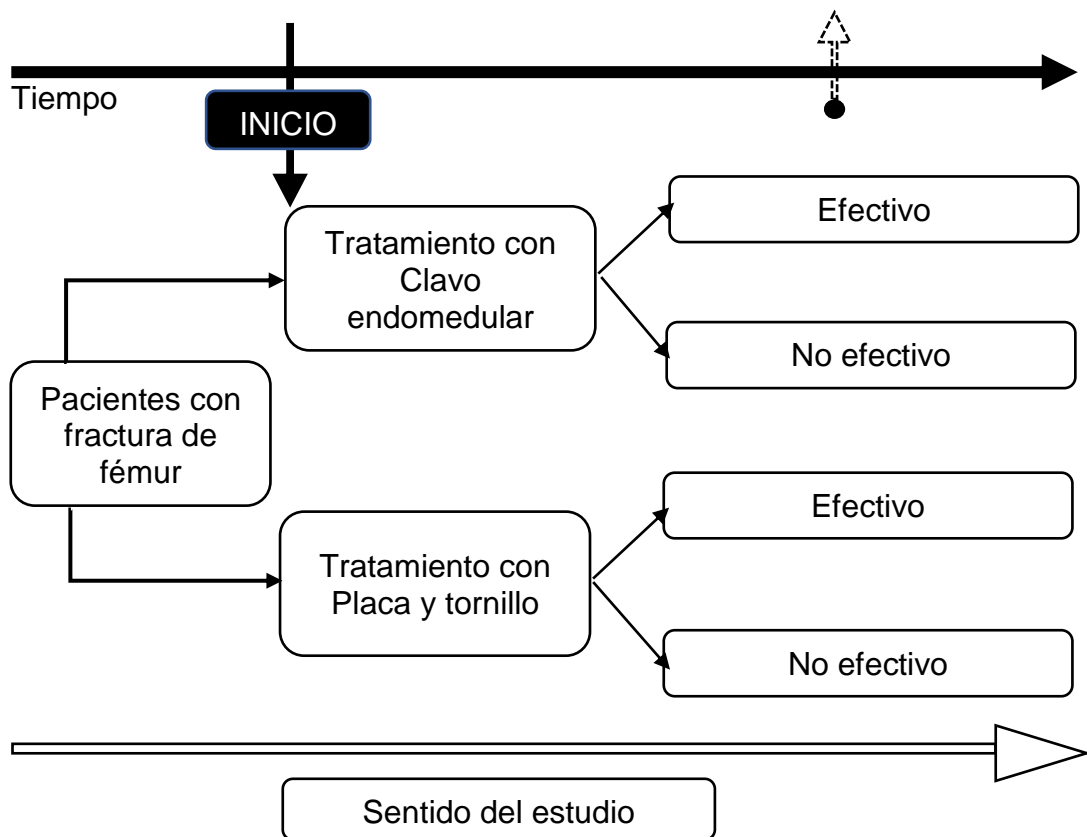 Tiempo
INICIO
Tratamiento con
Clavo
endomedular
Efectivo
No efectivo
Pacientes con
fractura de
fémur
Tratamiento con
Placa y tornillo
Efectivo
No efectivo
Sentido del estudio